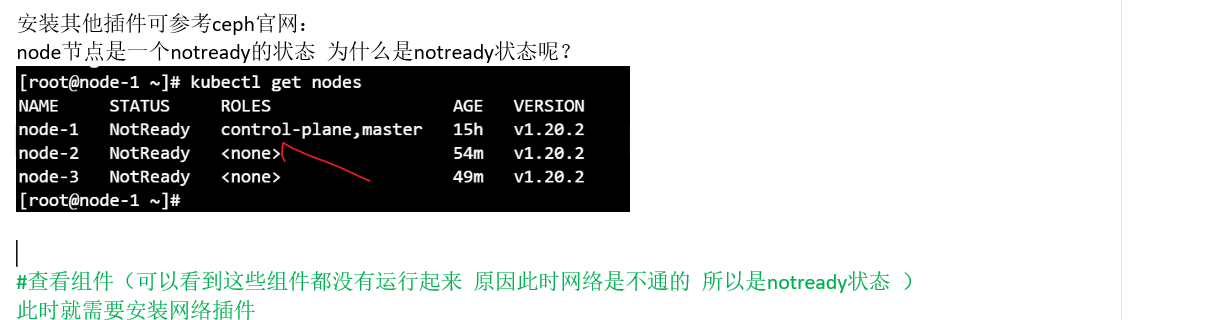 安装其他插件可参考ceph官网：
node节点是一个notready的状态 为什么是notready状态呢？
[root@node-1 ~]# kubectl get nodes
NAME STATUS ROLES AGE VERSION
node-1 NotReady control-plane,master 15h v1.20.2
node-2 NotReady <none> 54m v1.20.2
node-3 NotReady <none> 49m v1.20.2
[root@node-1 ~]#
#查看组件（可以看到这些组件都没有运行起来 原因此时网络是不通的 所以是notready状态 ）
此时就需要安装网络插件